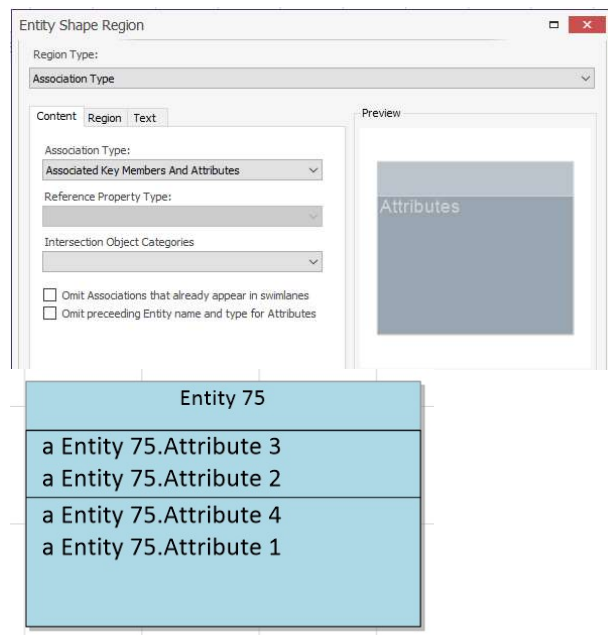 Entity Shape Region
Region Type:
Association Type
Content Region Text
Association Type:
Associated Key Members And Attributes
Reference Property Type:
Intersection Object Categories
Omit Associations that already appear in swimlanes
Omit preceeding Entity name and type for Attributes
Preview
Attributes
Entity 75
a Entity 75.Attribute 3
a Entity 75.Attribute 2
a Entity 75.Attribute 4
a Entity 75.Attribute 1